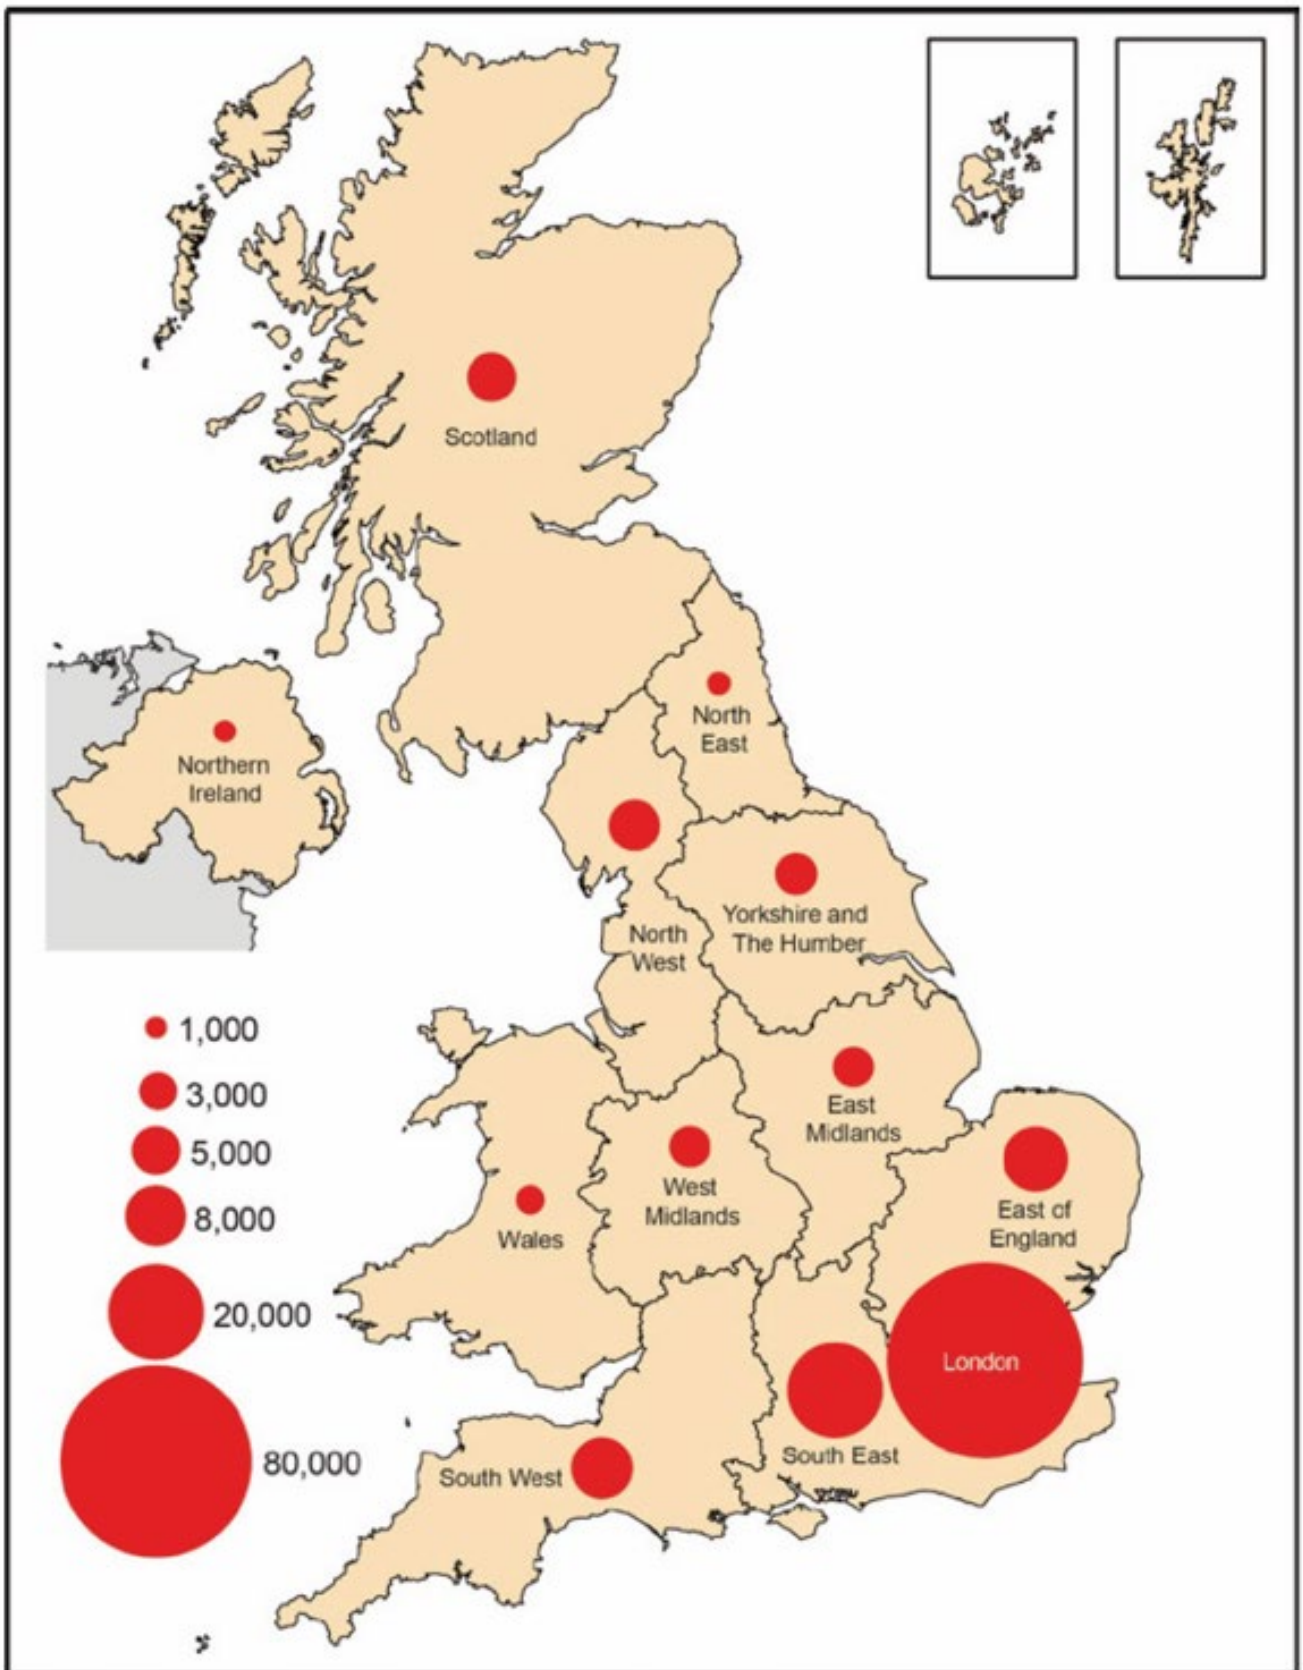 Scotland
North
East
Northern
Ireland
Yorkshire and
The Humber
North
West
1,000
3,000
5,000
8,000
20,000
80,000
East
Midlands
West
Midlands
Wales
East of
England
London
South East
South West